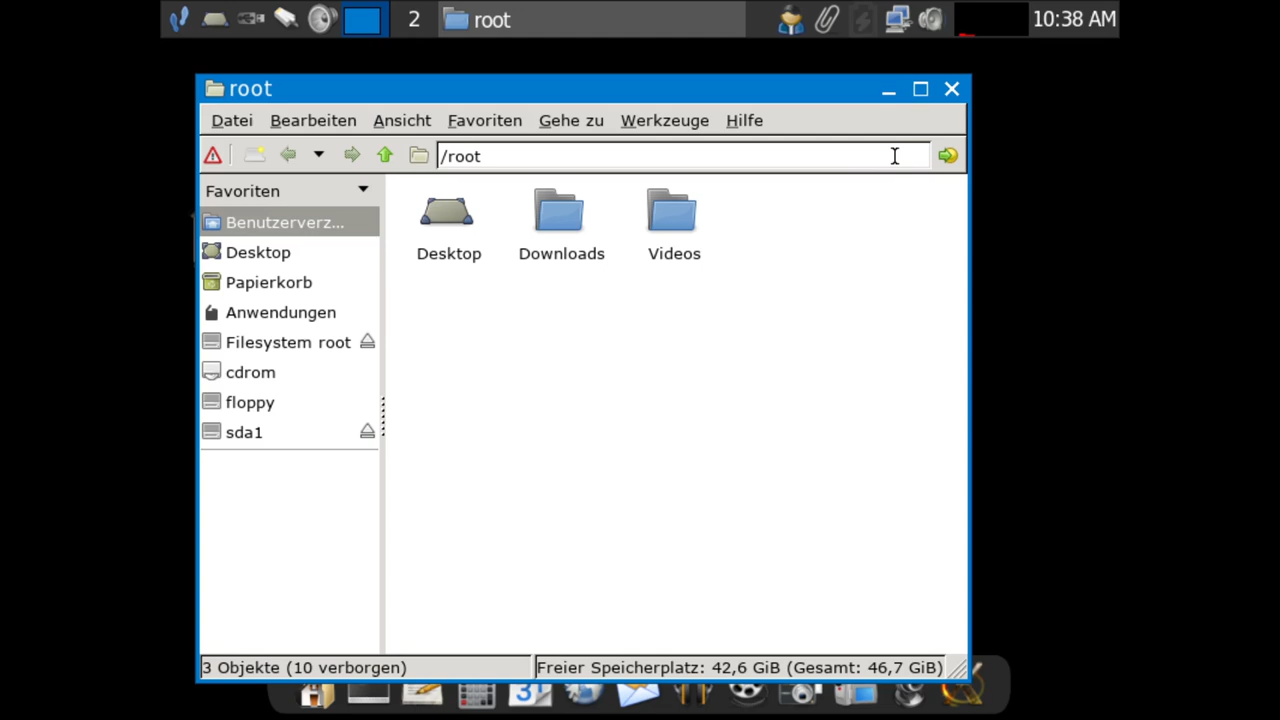 2
root
10:38 AM
root
Datei Bearbeiten Ansicht Favoriten Gehe zu Werkzeuge Hilfe
/root
Favoriten
Benutzerverz...
Desktop
Papierkorb
Anwendungen
Filesystem root
cdrom
floppy
sda1
Desktop Downloads Videos
3 Objekte (10 verborgen)
Freier Speicherplatz: 42,6 GiB (Gesamt: 46,7 GiB)
31